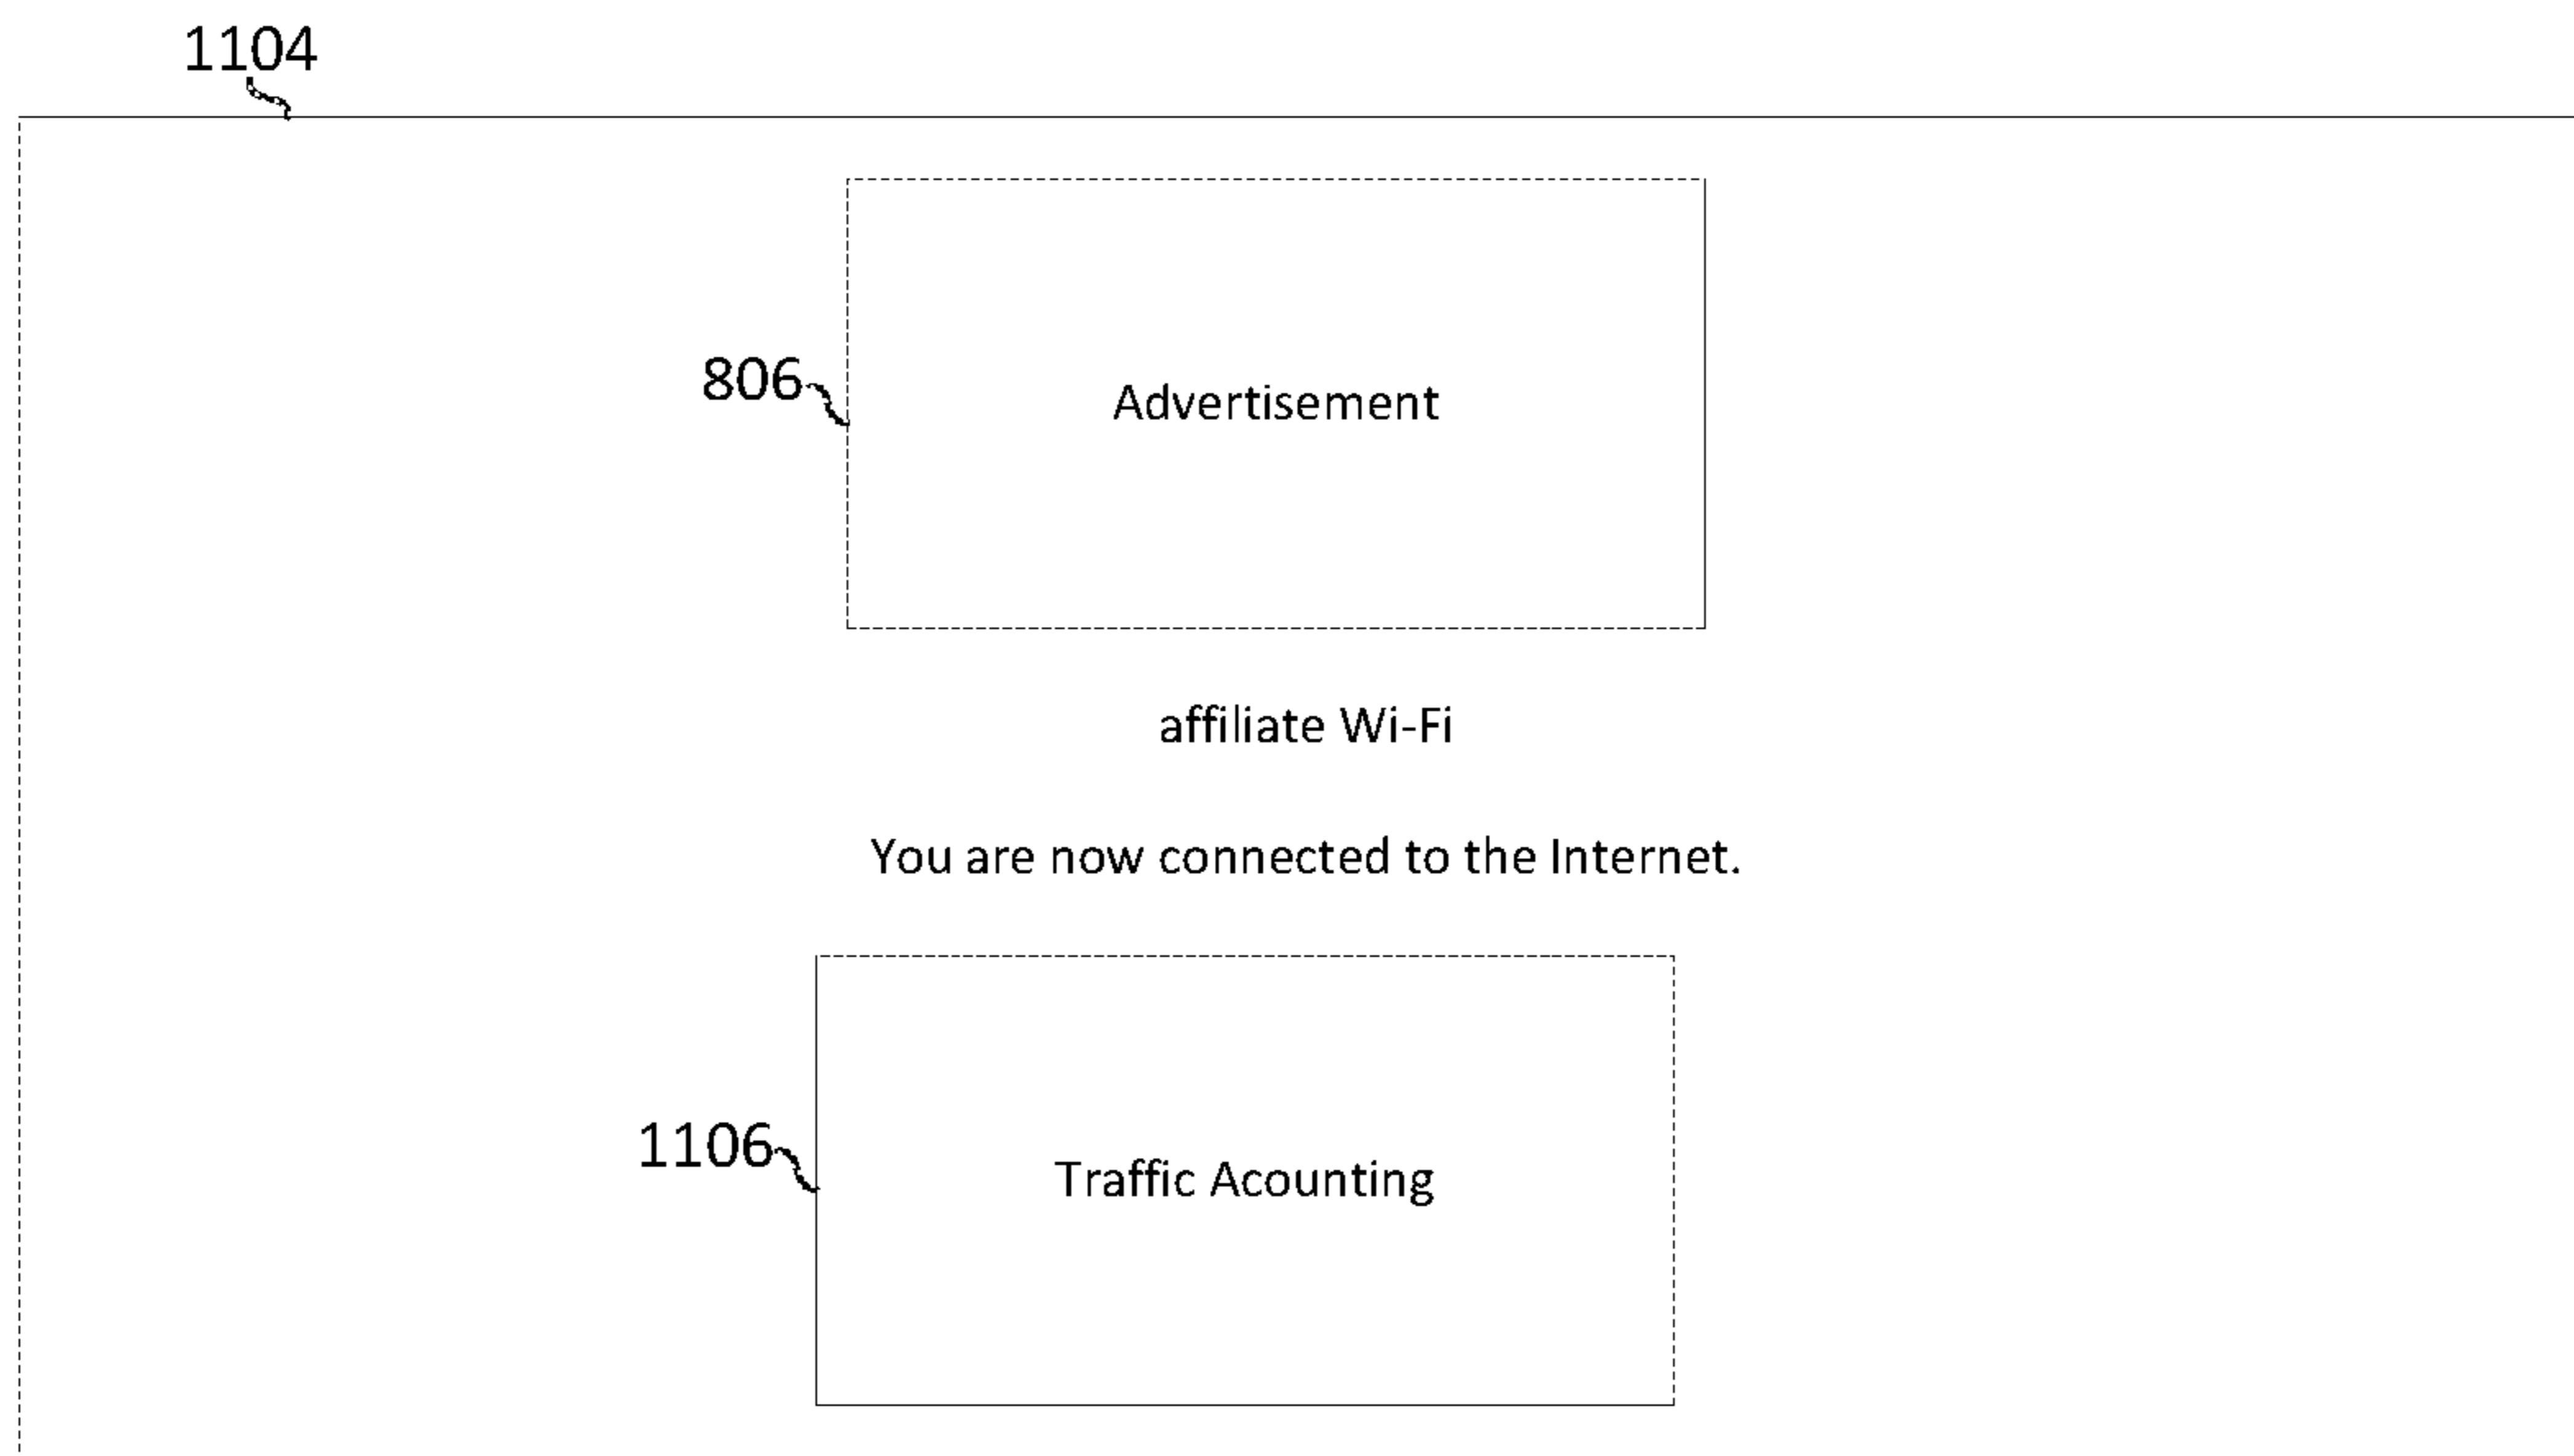 1104
806
Advertisement
affiliate Wi-Fi
You are now connected to the Internet.
1106
Traffic Acounting